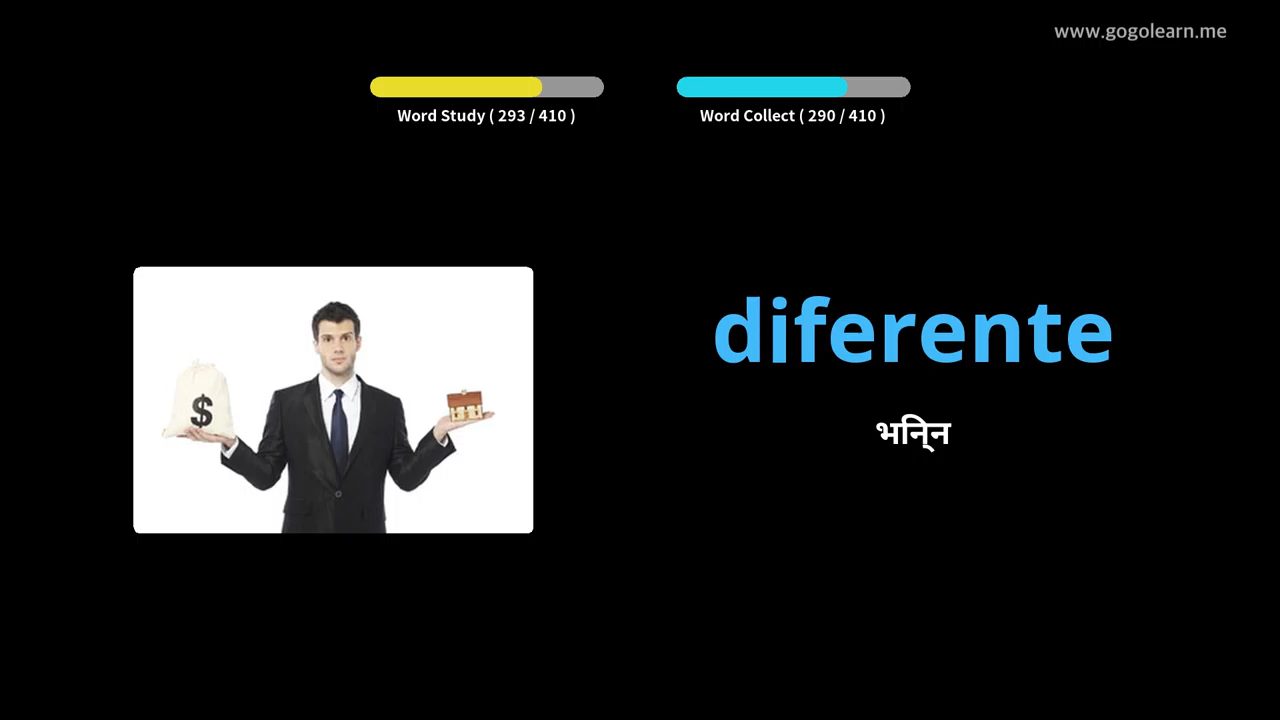 www.gogolearn.me
Word Study ( 293 / 410 )
Word Collect ( 290 / 410 )
$
diferente
भिन्न